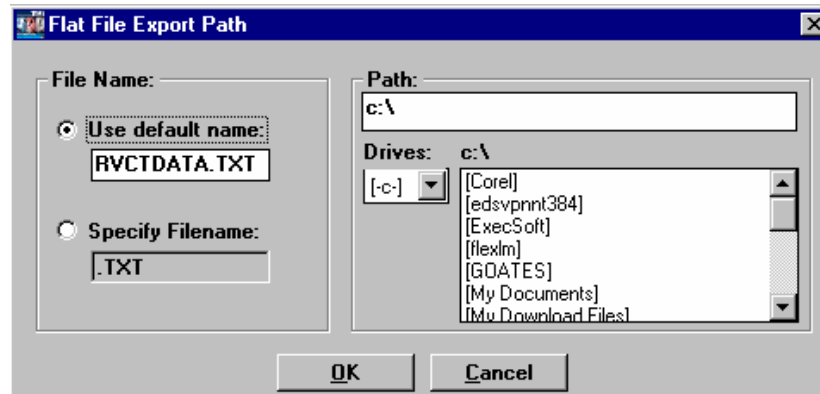 Flat File Export Path
File Name:
Use default name:
RVCTDATA.TXT
Specify Filename:
.TXT
Path:
c:\
Drives: c:\
[-c-]
[Corel]
[edsvpnnt384]
[ExecSoft]
[flexlm]
[GOATES]
[My Documents]
[My Download Files]
OK Cancel